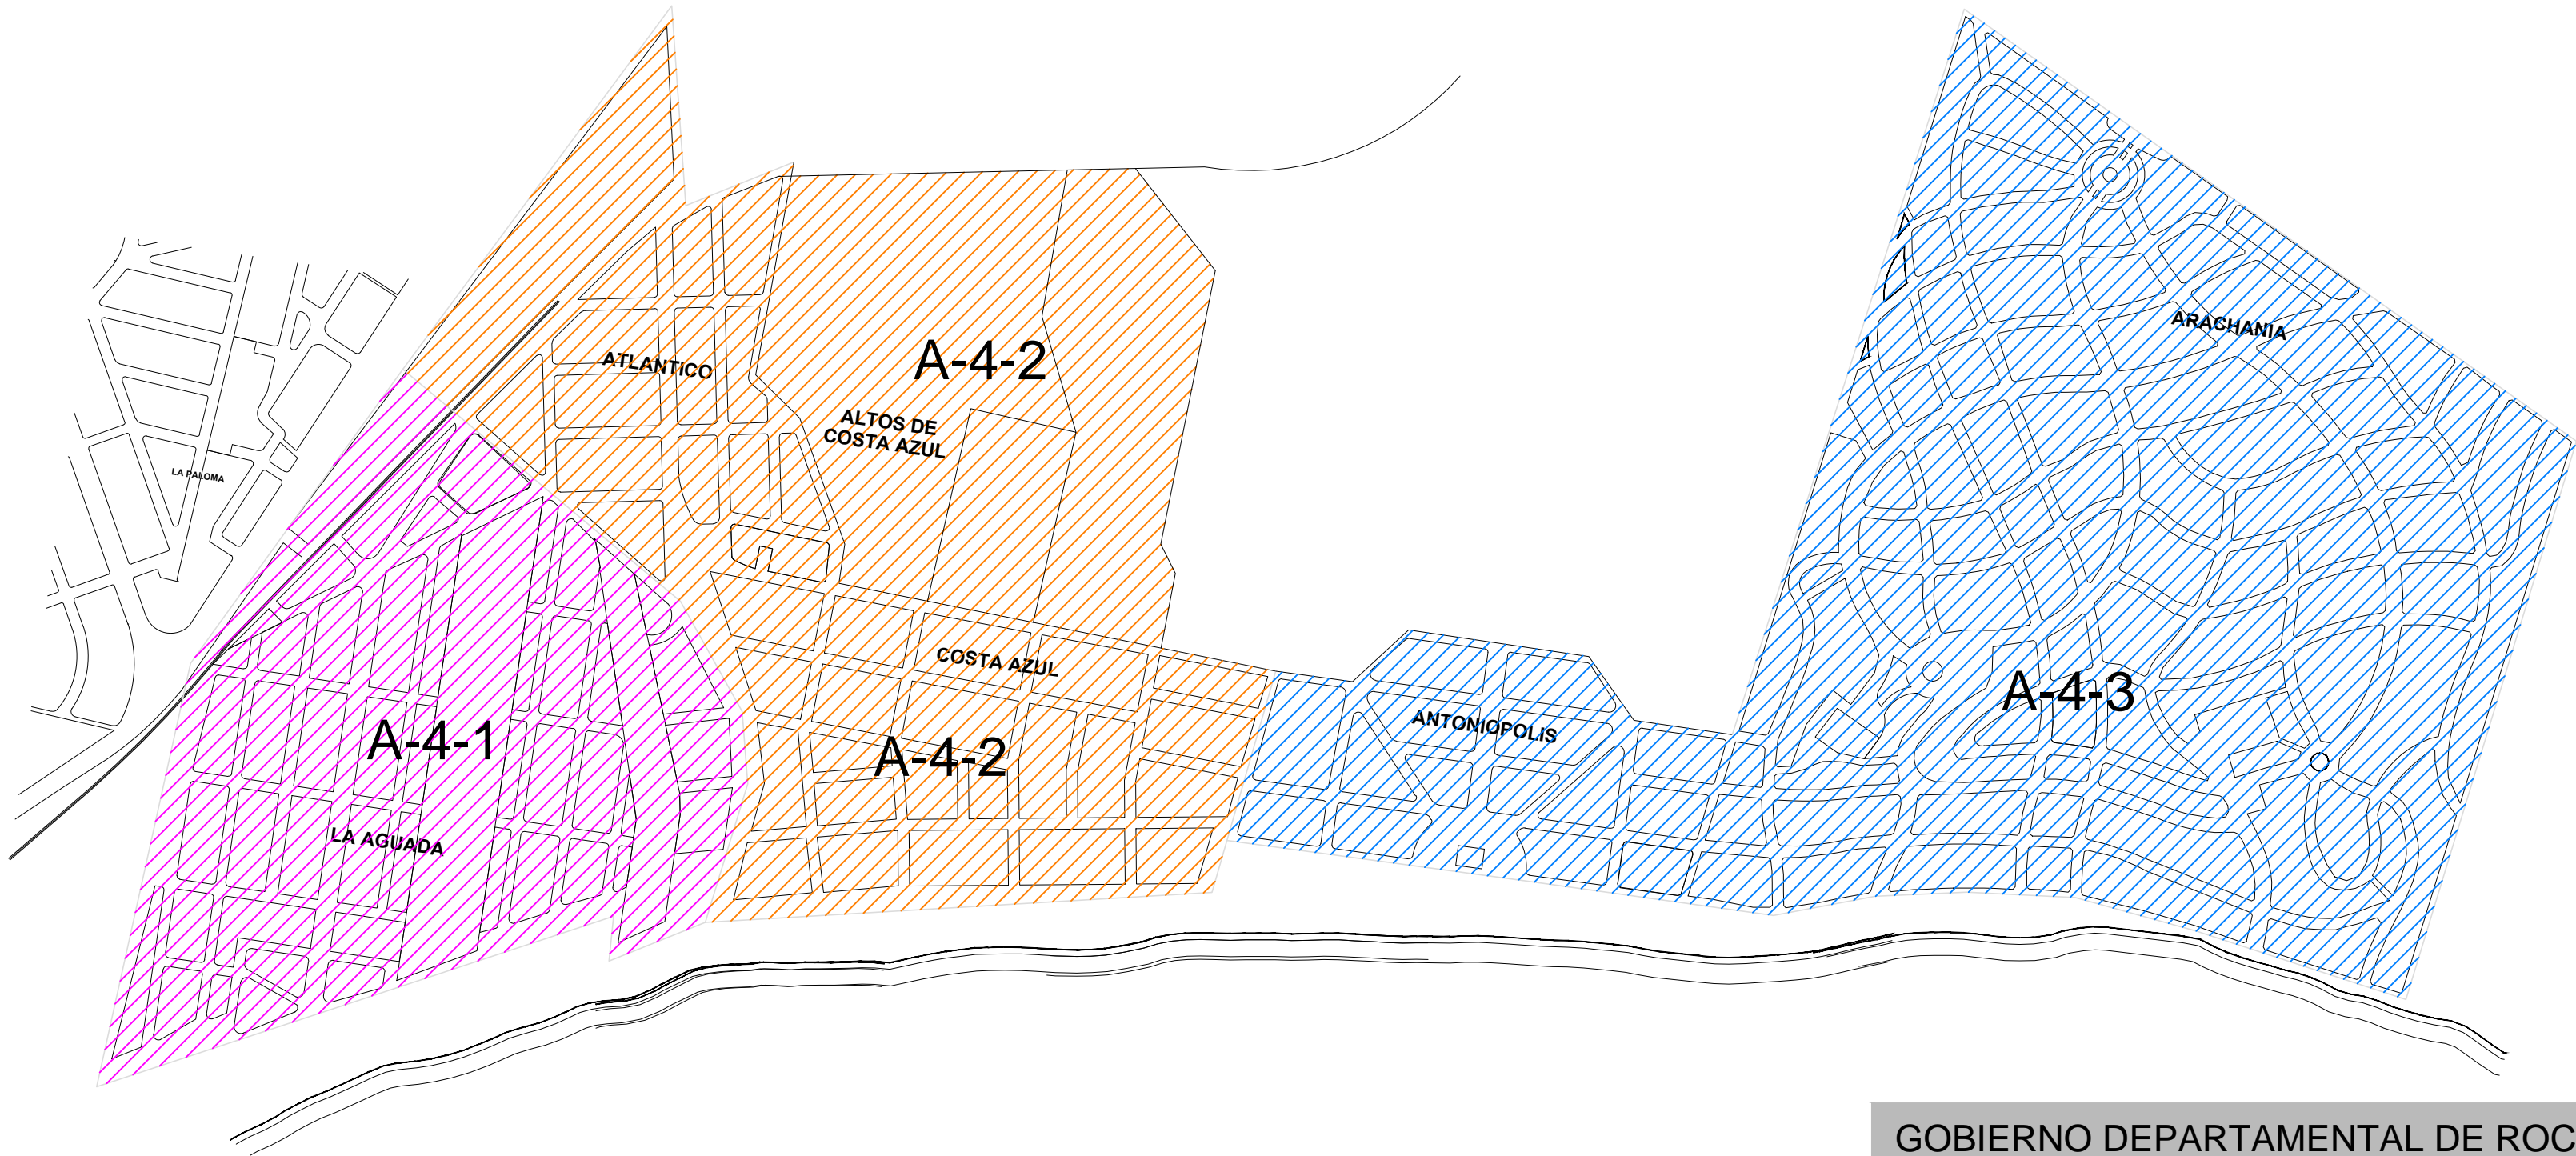 ARACHANIA
A-4-2
ATLANTiCO
ALTOS DE
COSTA AZUL
LA PALOMA
COSTA AZUL
A-4-3
ANTONIOPOLIS
A-4-1
A-4-2
LA AGUADA
GOBIERNO DEPARTAMENTAL DE ROC